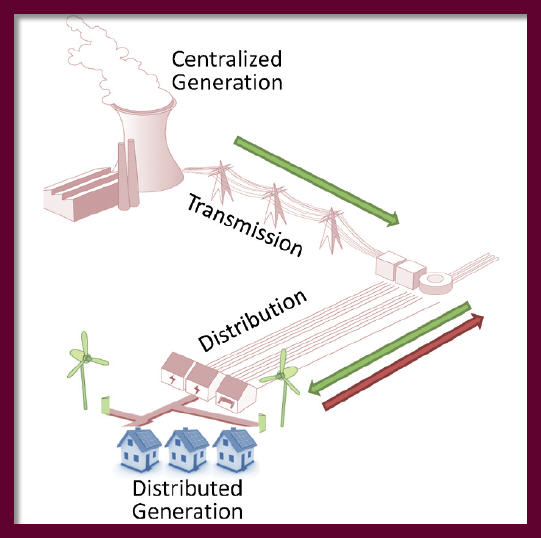 Centralized
Generation
Transmission
Distribution
Distributed
Generation